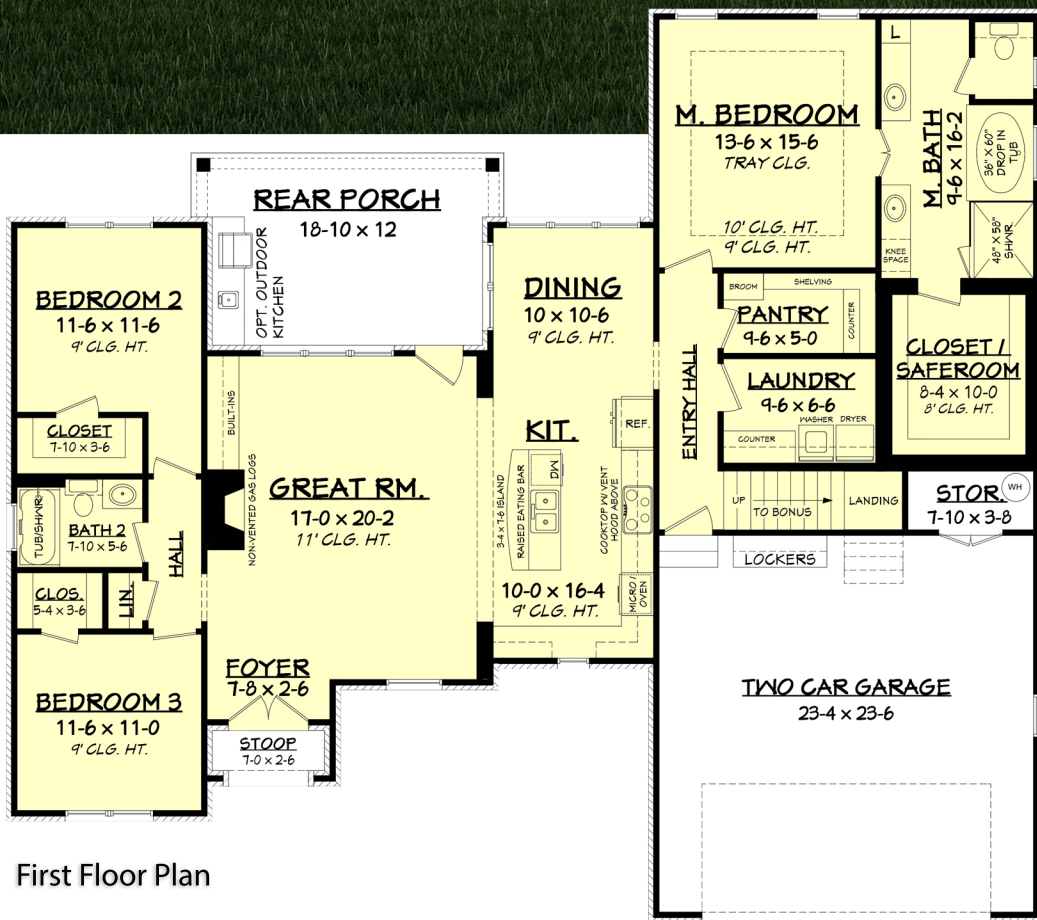 L
M. BEDROOM
13-6 x 15-6
TRAY CLG.
10' CLG. HT.
9' CLG. HT.
M. BATH
9-6 x 16-2
36" X 60"
DROP IN
TUB
48" X 58"
SHWR.
KNEE
SPACE
REAR PORCH
18-10 x 12
OPT. OUTDOOR
KITCHEN
BEDROOM 2
11-6 x 11-6
9' CLG. HT.
DINING
10 x 10-6
9' CLG. HT.
BROOM
SHELVING
PANTRY
9-6 x 5-0
COUNTER
CLOSET /
SAFEROOM
8-4 x 10-0
8' CLG. HT.
ENTRY HALL
LAUNDRY
9-6 x 6-6
WASHER
DRYER
COUNTER
BUILT-INS
CLOSET
7-10 x 3-6
KIT.
REF.
DW
3-4 x 7-6 ISLAND
RAISED EATING BAR
COOKTOP W/ VENT
HOOD ABOVE
NON-VENTED GAS LOGS
GREAT RM.
17-0 x 20-2
11' CLG. HT.
UP
TO BONUS
LANDING
STOR.
7-10 x 3-8
WH
TUB/SHWR.
BATH 2
7-10 x 5-6
HALL
LOCKERS
CLOS.
5-4 x 3-6
LIN.
10-0 x 16-4
9' CLG. HT.
MICRO /
OVEN
FOYER
7-8 x 2-6
BEDROOM 3
11-6 x 11-0
9' CLG. HT.
STOOP
7-0 x 2-6
TWO CAR GARAGE
23-4 x 23-6
First Floor Plan